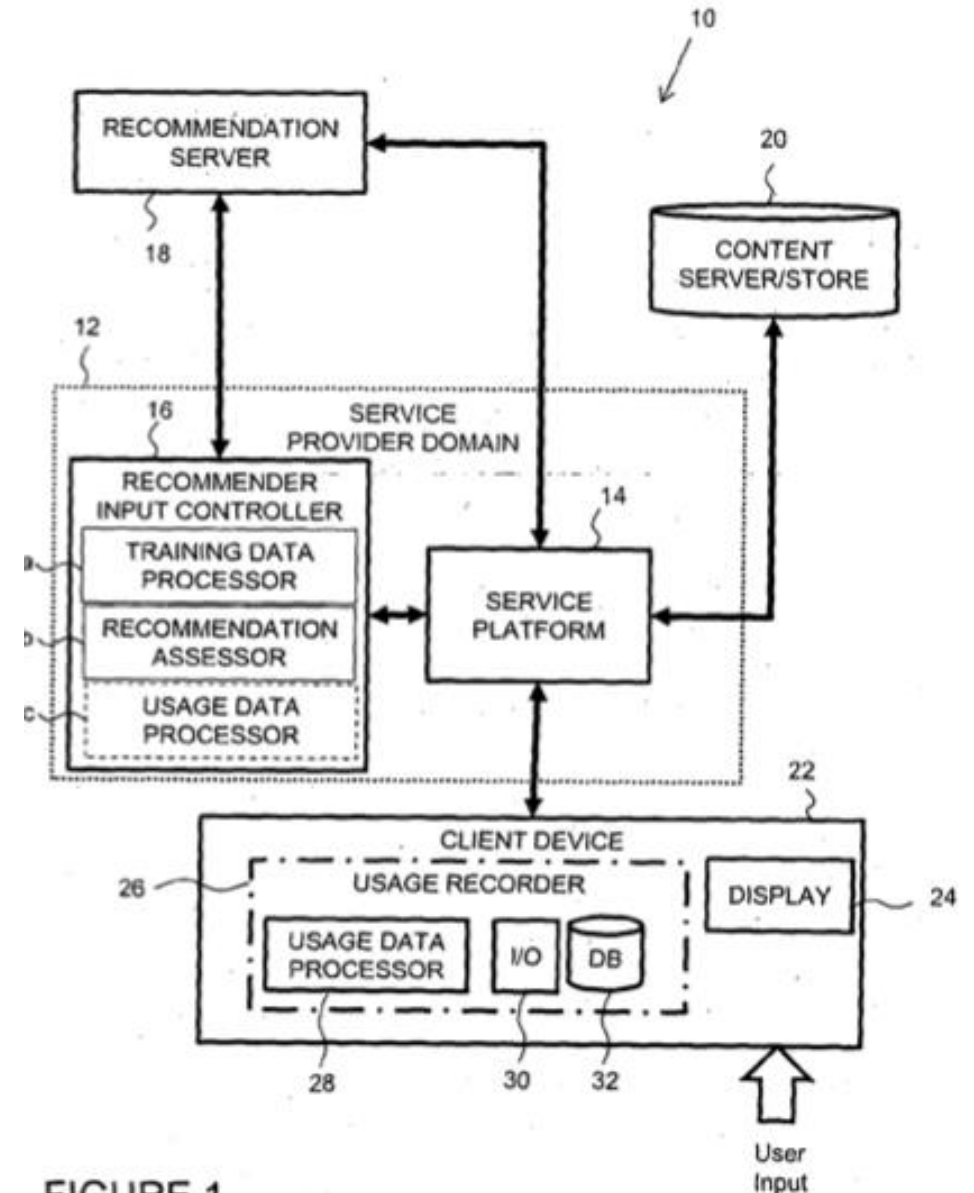 10
RECOMMENDATION
SERVER
18
20
CONTENT
SERVER/STORE
12
SERVICE
PROVIDER DOMAIN
16
RECOMMENDER
INPUT CONTROLLER
TRAINING DATA
PROCESSOR
RECOMMENDATION
ASSESSOR
c
USAGE DATA
PROCESSOR
14
SERVICE
PLATFORM
22
CLIENT DEVICE
26
USAGE RECORDER
USAGE DATA
PROCESSOR
I/O
DB
DISPLAY
24
28
30
32
User
Input
FIGURE 1